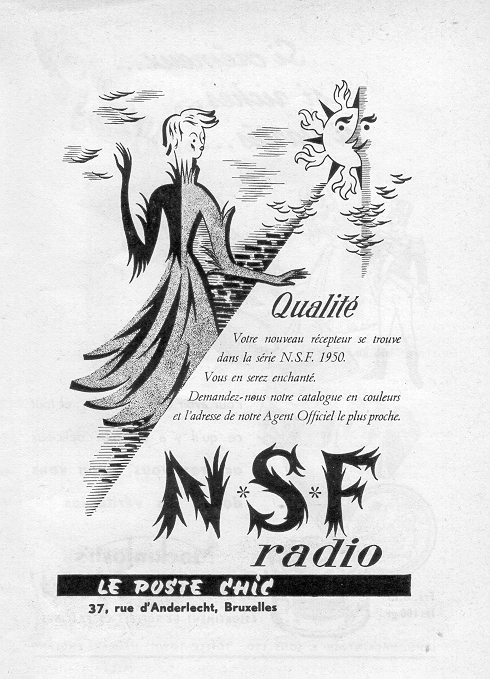 Qualité
Votre nouveau récepteur se trouve
dans la série N.S.F. 1950.
Vous en serez enchanté.
Demandez-nous notre catalogue en couleurs
et l'adresse de notre Agent Officiel le plus proche.
N*S*F
radio
LE POSTE CHIC
37, rue d'Anderlecht, Bruxelles